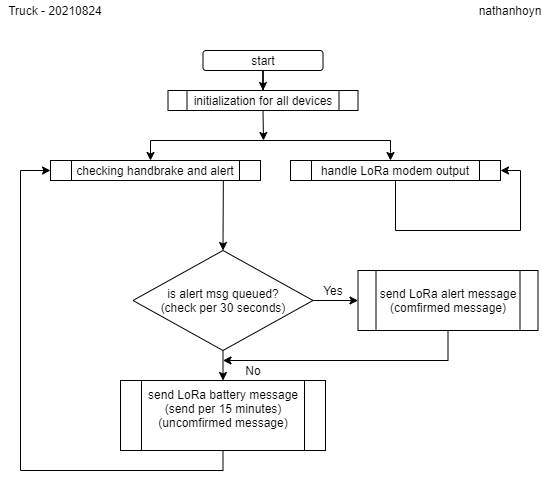 Truck - 20210824
nathanhoyn
start
initialization for all devices
checking handbrake and alert
handle LoRa modem output
is alert msg queued?
(check per 30 seconds)
Yes
send LoRa alert message
(comfirmed message)
No
send LoRa battery message
(send per 15 minutes)
(uncomfirmed message)